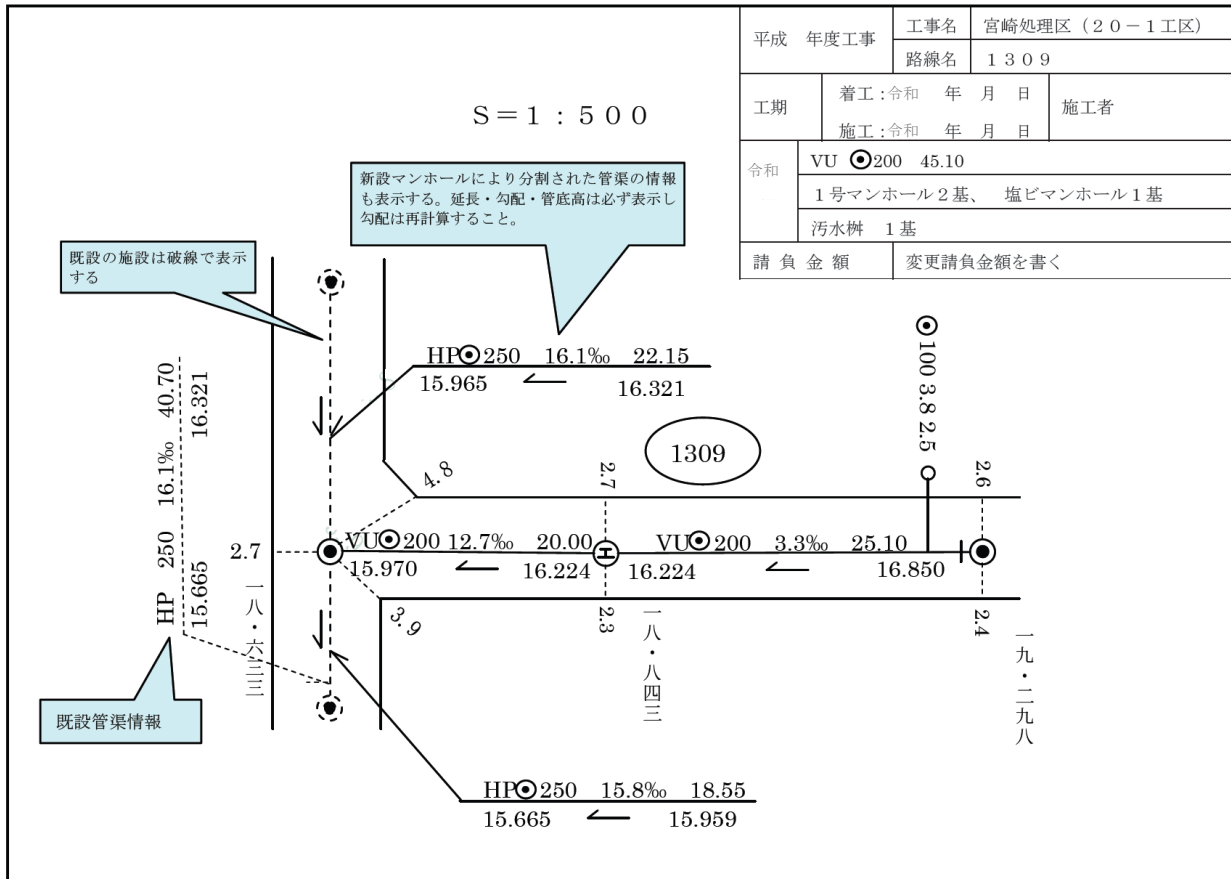 平成 年度工事
工事名 宮崎処理区（２０－１工区）
路線名 １３０９
工期
着工：令和 年 月 日
施工：令和 年 月 日
施工者
令和
VU 200 45.10
１号マンホール２基、 塩ビマンホール１基
汚水桝 １基
請負金額 変更請負金額を書く
Ｓ＝１：５００
新設マンホールにより分割された管渠の情報
も表示する。延長・勾配・管底高は必ず表示し
勾配は再計算すること。
既設の施設は破線で表示
する
HP 250 16.1‰ 22.15
15.965 16.321
1309
100 3.8 2.5
HP 250 16.1‰ 40.70
15.665 16.321
4.8
2.7
2.6
2.7
VU 200 12.7‰ 20.00
15.970 16.224
VU 200 3.3‰ 25.10
16.224 16.850
3.9
2.3
2.4
一八・六三三
一八・八四三
一九・二九八
既設管渠情報
HP 250 15.8‰ 18.55
15.665 15.959